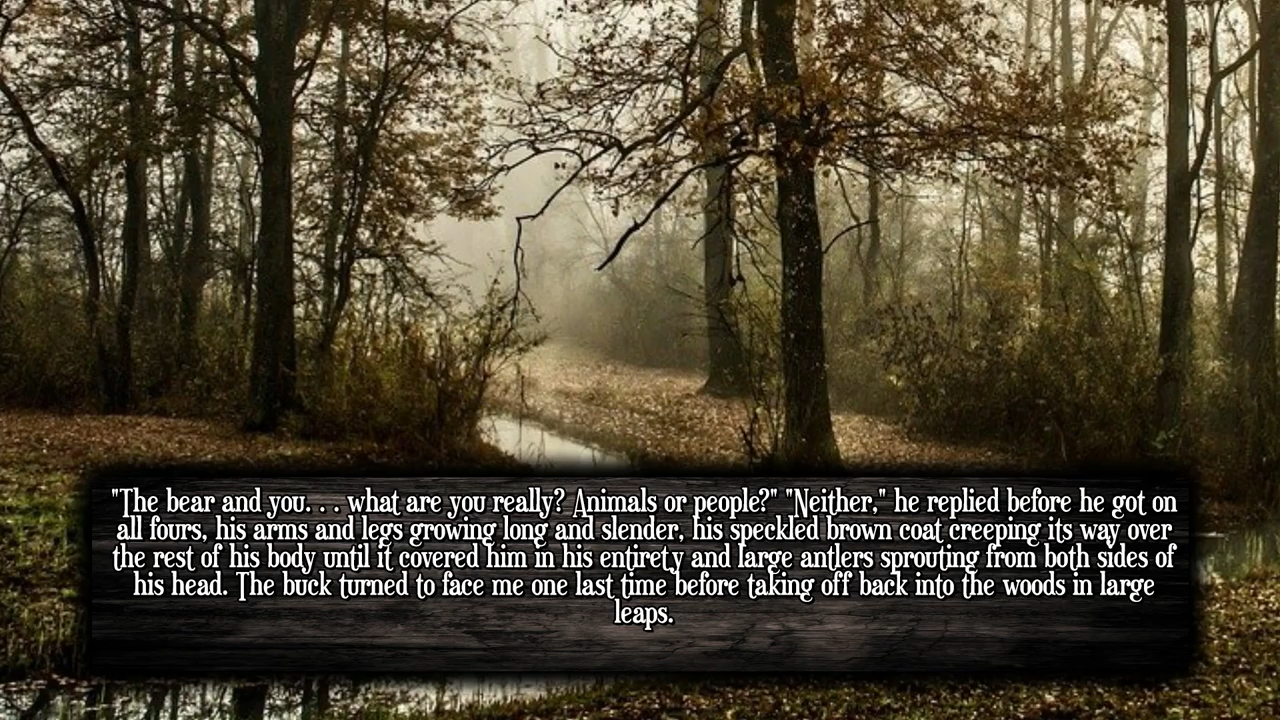 "The bear and you. . . what are you really? Animals or people?" "Neither," he replied before he got on
all fours, his arms and legs growing long and slender, his speckled brown coat creeping its way over
the rest of his body until it covered him in his entirety and large antlers sprouting from both sides of
his head. The buck turned to face me one last time before taking off back into the woods in large
leaps.